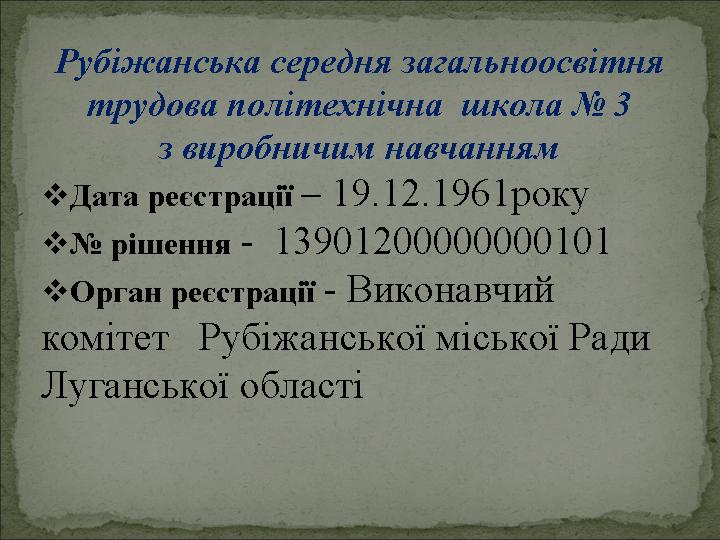 Рубіжанська середня загальноосвітня
трудова політехнічна школа № 3
з виробничим навчанням
❖Дата реєстрації – 19.12.1961року
❖№ рішення - 13901200000000101
❖Орган реєстрації - Виконавчий
комітет Рубіжанської міської Ради
Луганської області